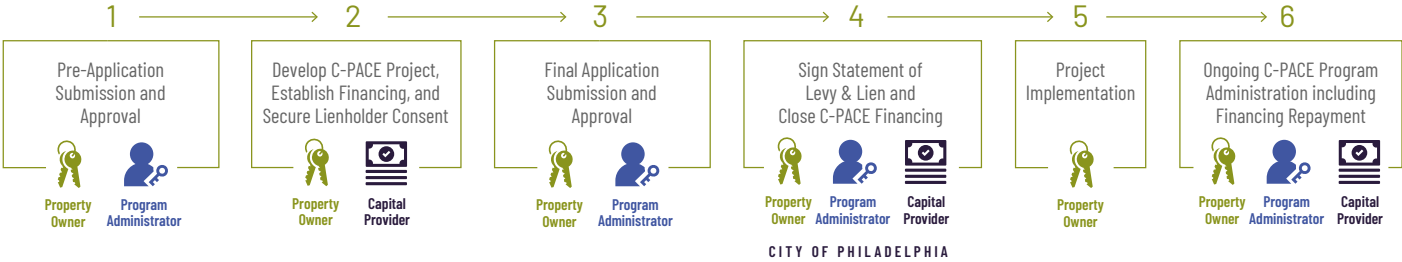 1
Pre-Application
Submission and
Approval
Property
Owner
Program
Administrator
2
Develop C-PACE Project,
Establish Financing, and
Secure Lienholder Consent
Property
Owner
Capital
Provider
3
Final Application
Submission and
Approval
Property
Owner
Program
Administrator
4
Sign Statement of
Levy & Lien and
Close C-PACE Financing
Property
Owner
Program
Administrator
Capital
Provider
CITY OF PHILADELPHIA
5
Project
Implementation
Property
Owner
6
Ongoing C-PACE Program
Administration including
Financing Repayment
Property
Owner
Program
Administrator
Capital
Provider